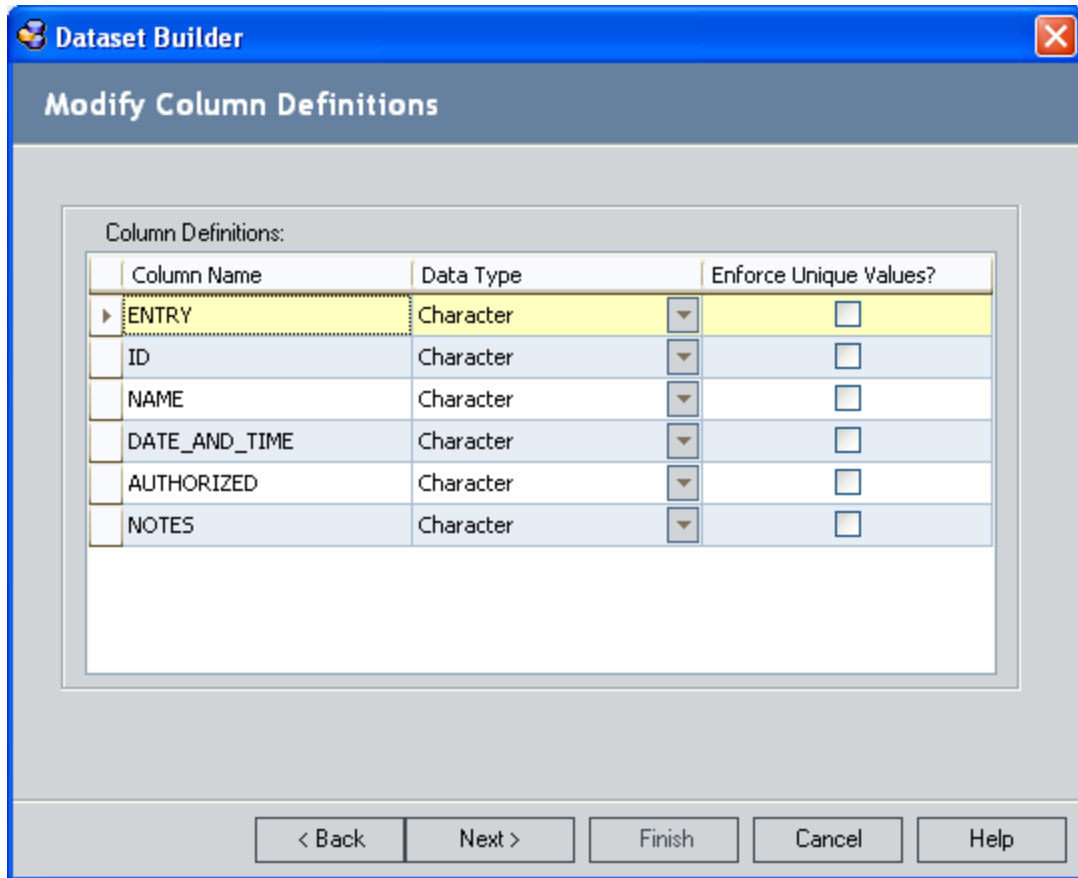 Dataset Builder
Modify Column Definitions
Column Definitions:
Column Name Data Type Enforce Unique Values?
ENTRY Character
ID Character
NAME Character
DATE_AND_TIME Character
AUTHORIZED Character
NOTES Character
< Back Next > Finish Cancel Help